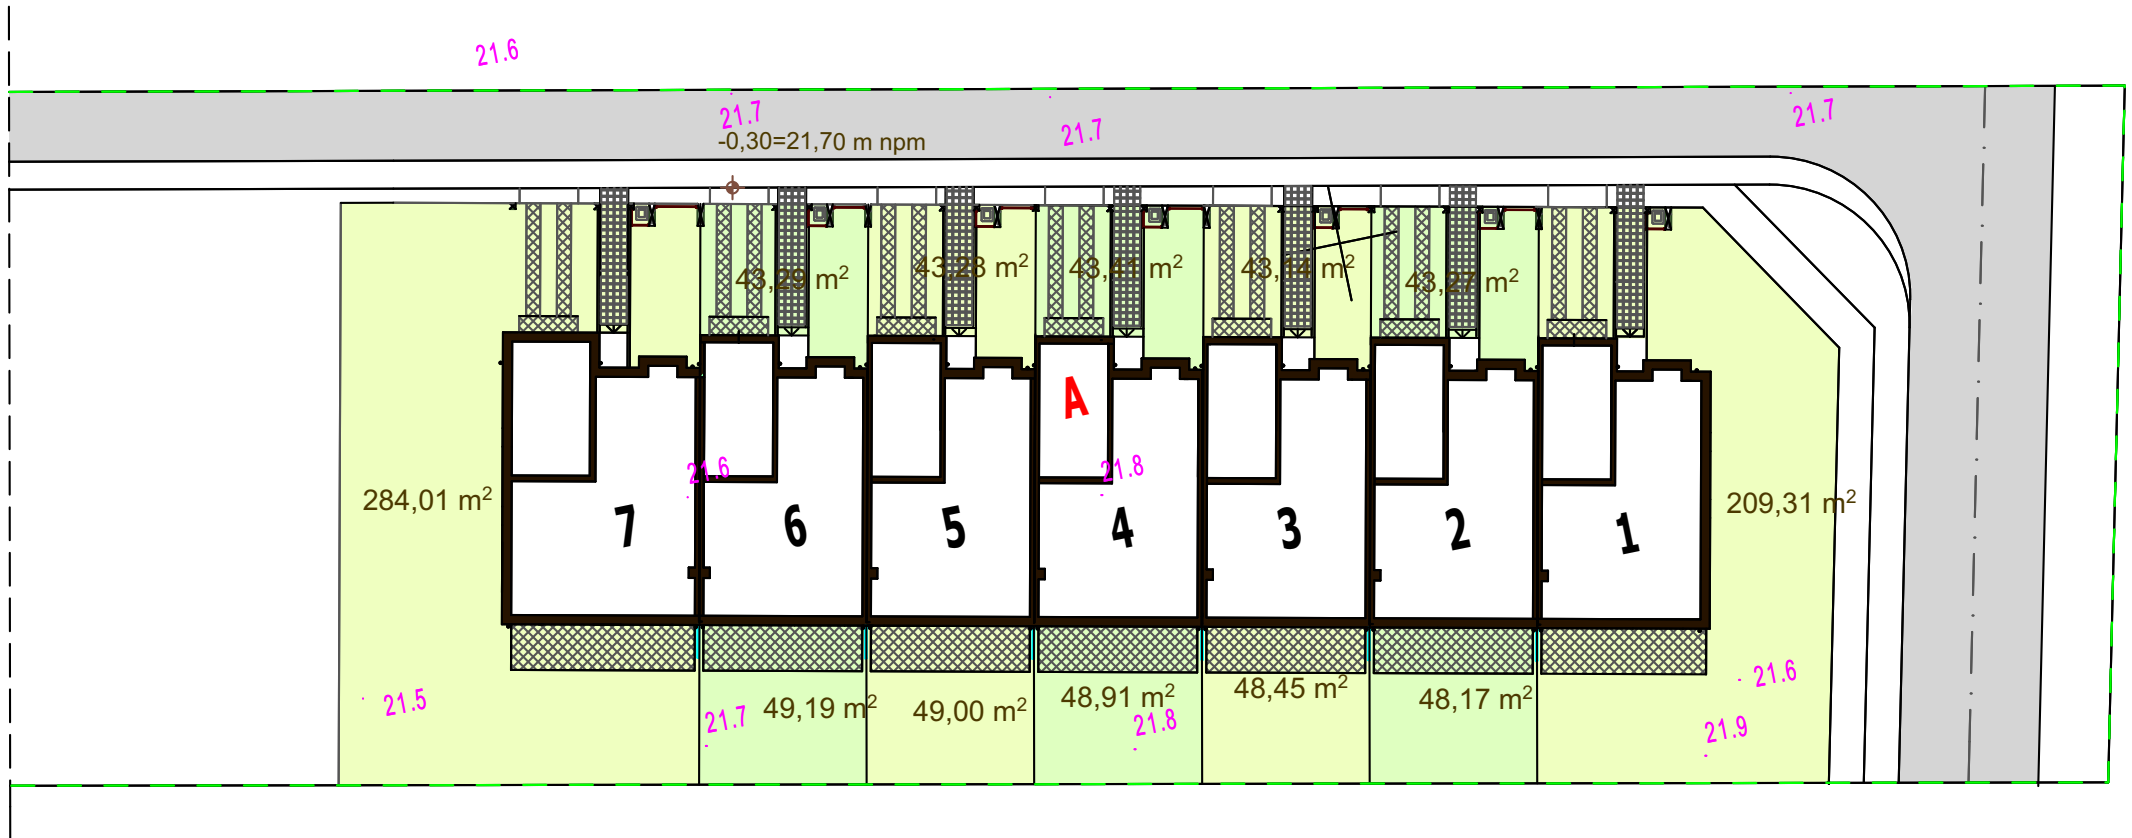 21.6
21.7
21.7
21.7
-0,30=21,70 m npm
43,29 m²
43,23 m²
43,41 m²
43,14 m²
43,27 m²
A
21.6
21.8
284,01 m²
209,31 m²
7
6
5
4
3
2
1
21.5
21.7
49,19 m²
49,00 m²
48,91 m²
21.8
48,45 m²
48,17 m²
21.6
21.9